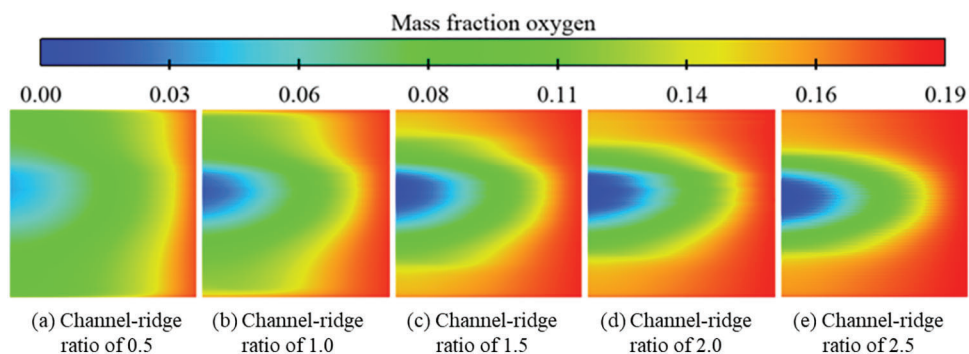 Mass fraction oxygen
0.00 0.03 0.06 0.08 0.11 0.14 0.16 0.19
(a) Channel-ridge ratio of 0.5
(b) Channel-ridge ratio of 1.0
(c) Channel-ridge ratio of 1.5
(d) Channel-ridge ratio of 2.0
(e) Channel-ridge ratio of 2.5